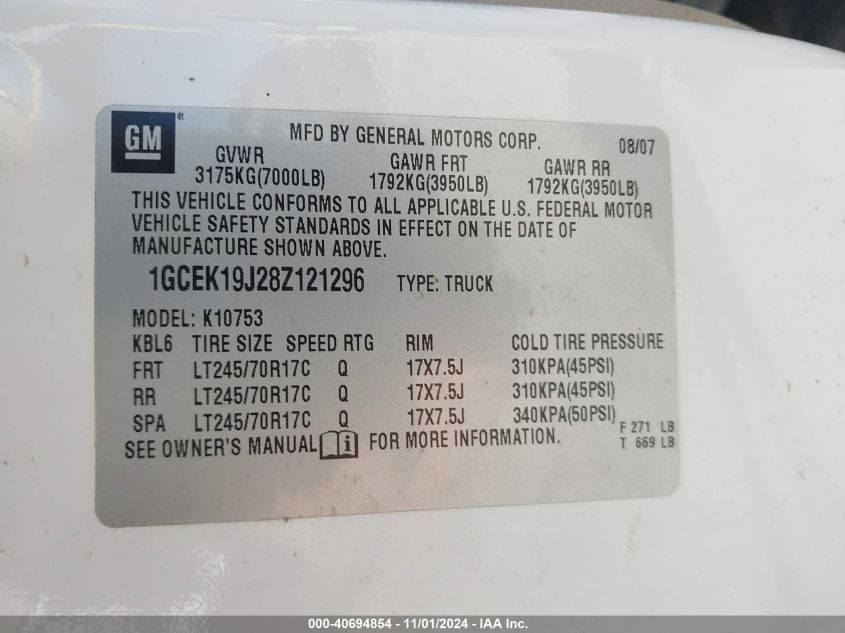 GM ®
MFD BY GENERAL MOTORS CORP. 08/07
GVWR GAWR FRT GAWR RR
3175KG(7000LB) 1792KG(3950LB) 1792KG(3950LB)
THIS VEHICLE CONFORMS TO ALL APPLICABLE U.S. FEDERAL MOTOR
VEHICLE SAFETY STANDARDS IN EFFECT ON THE DATE OF
MANUFACTURE SHOWN ABOVE.
1GCEK19J28Z121296 TYPE: TRUCK
MODEL: K10753
KBL6 TIRE SIZE SPEED RTG RIM COLD TIRE PRESSURE
FRT LT245/70R17C Q 17X7.5J 310KPA(45PSI)
RR LT245/70R17C Q 17X7.5J 310KPA(45PSI)
SPA LT245/70R17C Q 17X7.5J 340KPA(50PSI)
F 271 LB
SEE OWNER'S MANUAL i FOR MORE INFORMATION. T 669 LB
000-40694854 - 11/01/2024 - IAA Inc.